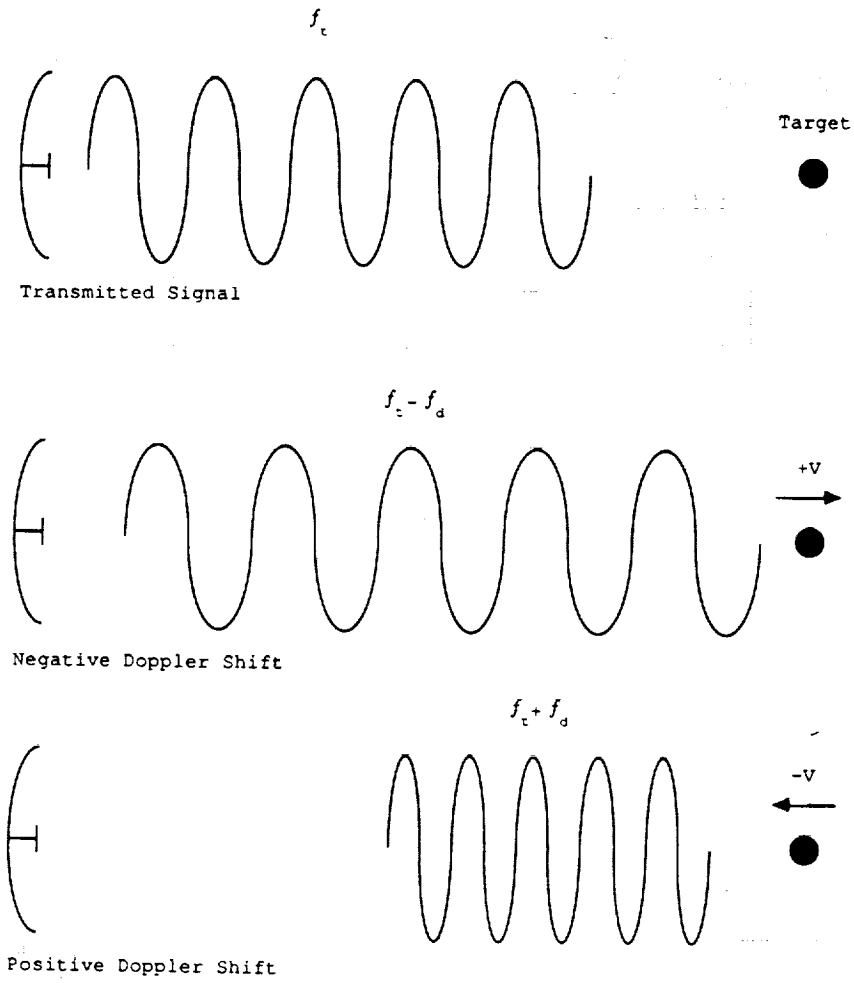 f_t
Target
Transmitted Signal
f_t - f_d
+V
Negative Doppler Shift
f_t + f_d
-V
Positive Doppler Shift